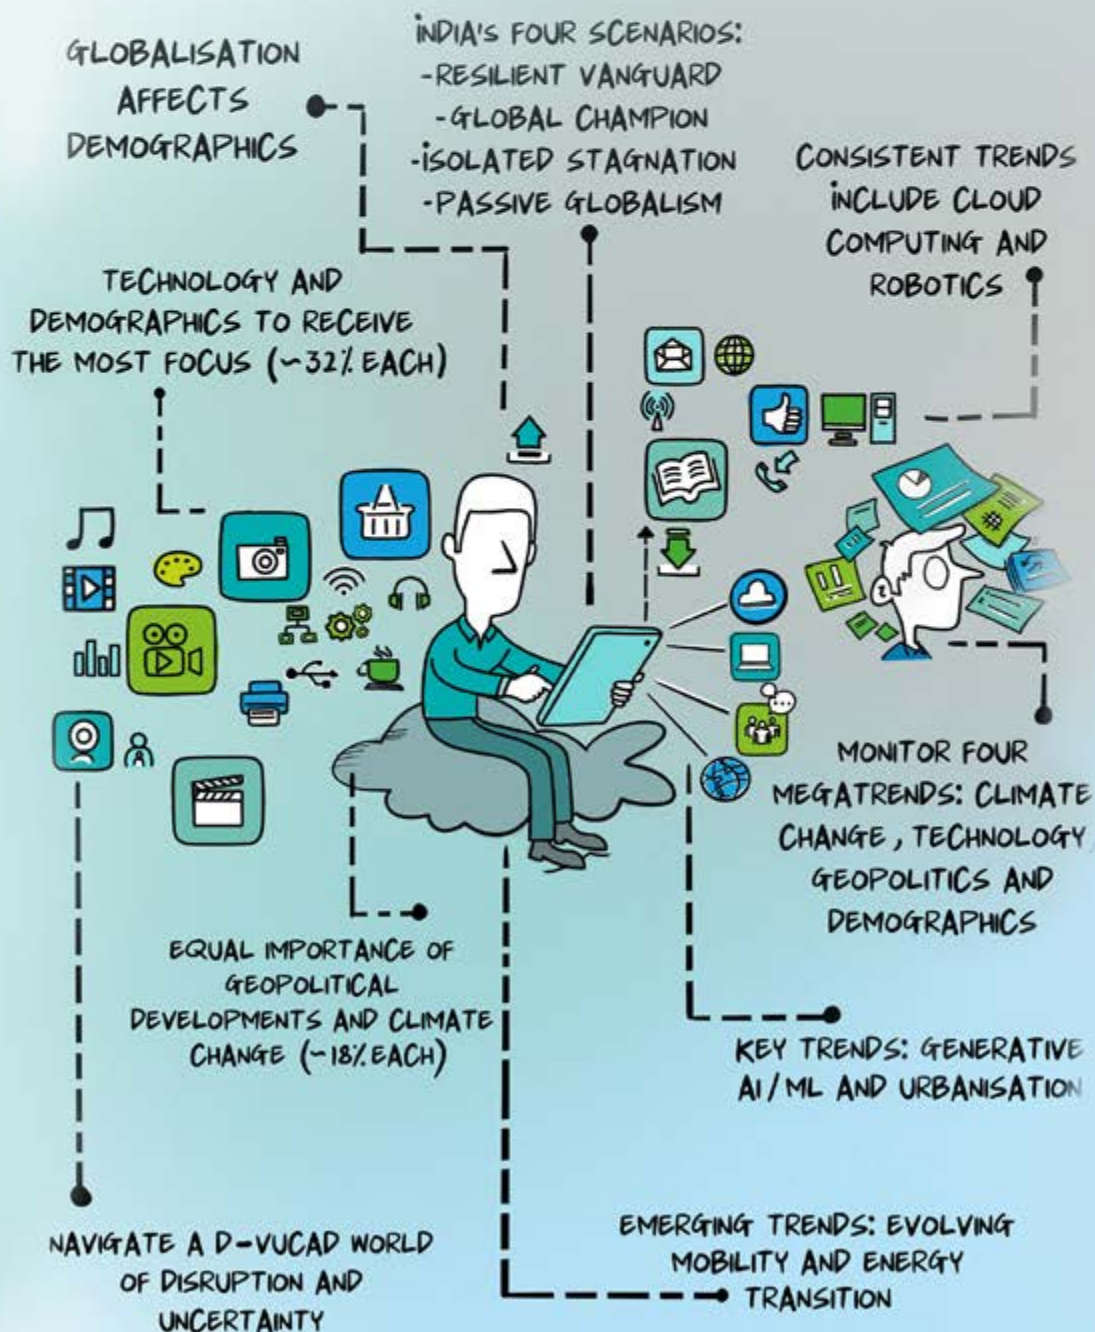 GLOBALISATION
AFFECTS
DEMOGRAPHICS
INDIA'S FOUR SCENARIOS:
-RESILIENT VANGUARD
-GLOBAL CHAMPION
-ISOLATED STAGNATION
-PASSIVE GLOBALISM
CONSISTENT TRENDS
INCLUDE CLOUD
COMPUTING AND
ROBOTICS
TECHNOLOGY AND
DEMOGRAPHICS TO RECEIVE
THE MOST FOCUS (~32% EACH)
MONITOR FOUR
MEGATRENDS: CLIMATE
CHANGE, TECHNOLOGY,
GEOPOLITICS AND
DEMOGRAPHICS
EQUAL IMPORTANCE OF
GEOPOLITICAL
DEVELOPMENTS AND CLIMATE
CHANGE (~18% EACH)
KEY TRENDS: GENERATIVE
AI/ML AND URBANISATION
NAVIGATE A D-VUCAD WORLD
OF DISRUPTION AND
UNCERTAINTY
EMERGING TRENDS: EVOLVING
MOBILITY AND ENERGY
TRANSITION